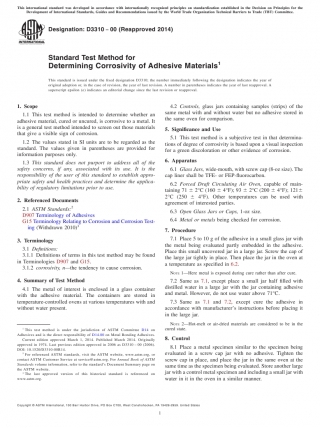 This international standard was developed in accordance with internationally recognized principles on standardization established in the Decision on Principles for the
Development of International Standards, Guides and Recommendations issued by the World Trade Organization Technical Barriers to Trade (TBT) Committee.
Designation: D3310 − 00 (Reapproved 2014)
Standard Test Method for
Determining Corrosivity of Adhesive Materials1
This standard is issued under the fixed designation D3310; the number immediately following the designation indicates the year of
original adoption or, in the case of revision, the year of last revision. A number in parentheses indicates the year of last reapproval. A
superscript epsilon (ε) indicates an editorial change since the last revision or reapproval.
1. Scope
1.1 This test method is intended to determine whether an
adhesive material, cured or uncured, is corrosive to a metal. It
is a general test method intended to screen out those materials
that give a visible sign of corrosion.
1.2 The values stated in SI units are to be regarded as the
standard. The values given in parentheses are provided for
information purposes only.
1.3 This standard does not purport to address all of the
safety concerns, if any, associated with its use. It is the
responsibility of the user of this standard to establish appro-
priate safety and health practices and determine the applica-
bility of regulatory limitations prior to use.
2. Referenced Documents
2.1 ASTM Standards:2
D907 Terminology of Adhesives
G15 Terminology Relating to Corrosion and Corrosion Test-
ing (Withdrawn 2010)3
3. Terminology
3.1 Definitions:
3.1.1 Definitions of terms in this test method may be found
in Terminologies D907 and G15.
3.1.2 corrosivity, n—the tendency to cause corrosion.
4. Summary of Test Method
4.1 The metal of interest is enclosed in a glass container
with the adhesive material. The containers are stored in
temperature-controlled ovens at various temperatures with and
without water present.
1 This test method is under the jurisdiction of ASTM Committee D14 on
Adhesives and is the direct responsibility of D14.80 on Metal Bonding Adhesives.
Current edition approved March 1, 2014. Published March 2014. Originally
approved in 1974. Last previous edition approved in 2006 as D3310 – 00 (2006).
2 For referenced ASTM standards, visit the ASTM website, www.astm.org, or
contact ASTM Customer Service at service@astm.org. For Annual Book of ASTM
Standards volume information, refer to the standard's Document Summary page on
the ASTM website.
3 The last approved version of this historical standard is referenced on
www.astm.org.
4.2 Controls, glass jars containing samples (strips) of the
same metal with and without water but no adhesive stored in
the same oven for comparison.
5. Significance and Use
5.1 This test method is subjective test in that determina-
tions of degree of corrosivity is based upon a visual inspection
for a gross discoloration or other evidence of corrosion.
6. Apparatus
6.1 Glass Jars, wide-mouth, with screw cap (8-oz size). The
cap liner shall be TFE- or FEP-fluorocarbon.
6.2 Forced Draft Circulating Air Oven, capable of main-
taining 71 ± 2°C (160 ± 4°F); 93 ± 2°C (200 ± 4°F); 121 ±
2°C (250 ± 4°F). Other temperatures can be used with
agreement of interested parties.
6.3 Open Glass Jars or Cups, 1-oz size.
6.4 Metal or metals being checked for corrosion.
7. Procedure
7.1 Place 5 to 10 g of the adhesive in a small glass jar with
the metal being evaluated partly embedded in the adhesive.
Place this small uncovered jar in a large jar. Screw the cap of
the large jar tightly in place. Then place the jar in the oven at
a temperature as specified in 6.2.
NOTE 1—More metal is exposed during cure rather than after cure.
7.2 Same as 7.1, except place a small jar half filled with
distilled water in a large jar with the jar containing adhesive
and metal. However, do not use water above 71°C.
7.3 Same as 7.1 and 7.2, except cure the adhesive in
accordance with manufacturer's instructions before placing it
in the large jar.
NOTE 2—Hot-melt or air-dried materials are considered to be in the
cured state.
8. Control
8.1 Place a metal specimen similar to the specimen being
evaluated in a screw cap jar with no adhesive. Tighten the
screw cap in place, and place the jar in the same oven at the
same time as the specimens being evaluated. Store another large
jar with a control metal specimen and including a small jar with
water in it in the oven in a similar manner.
Copyright © ASTM International, 100 Barr Harbor Drive, PO Box C700, West Conshohocken, PA 19428-2959. United States
1